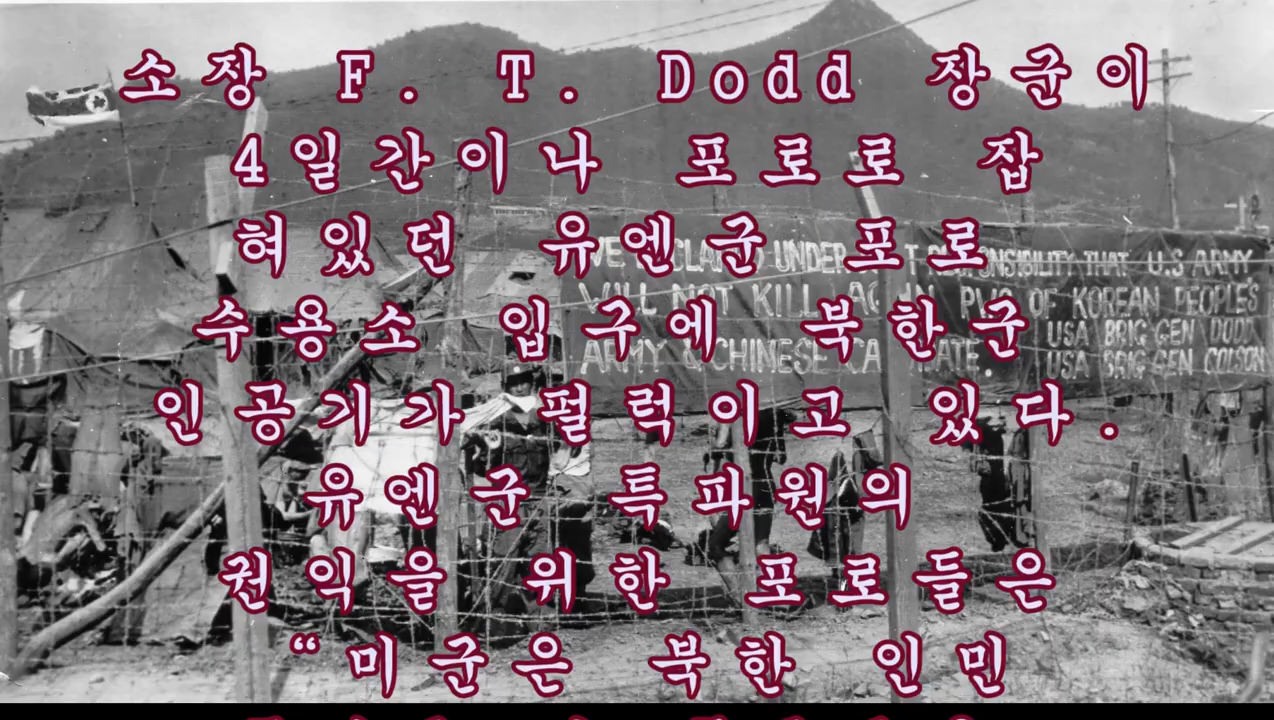 소장 F. T. Dodd 장군이
4일간이나 포로로 잡
혀있던 유엔군 포로
수용소 입구에 북한군
인공기가 펄럭이고 있다.
유엔군 특파원의
권익을 위한 포로들은
“미군은 북한 인민
UNDER THAT U.S ARMY
WILL NOT KILL PWS OF KOREAN PEOPLE'S
USA BRIG GEN DODD
ARMY & CHINESE
USA BRIG GEN COLSON